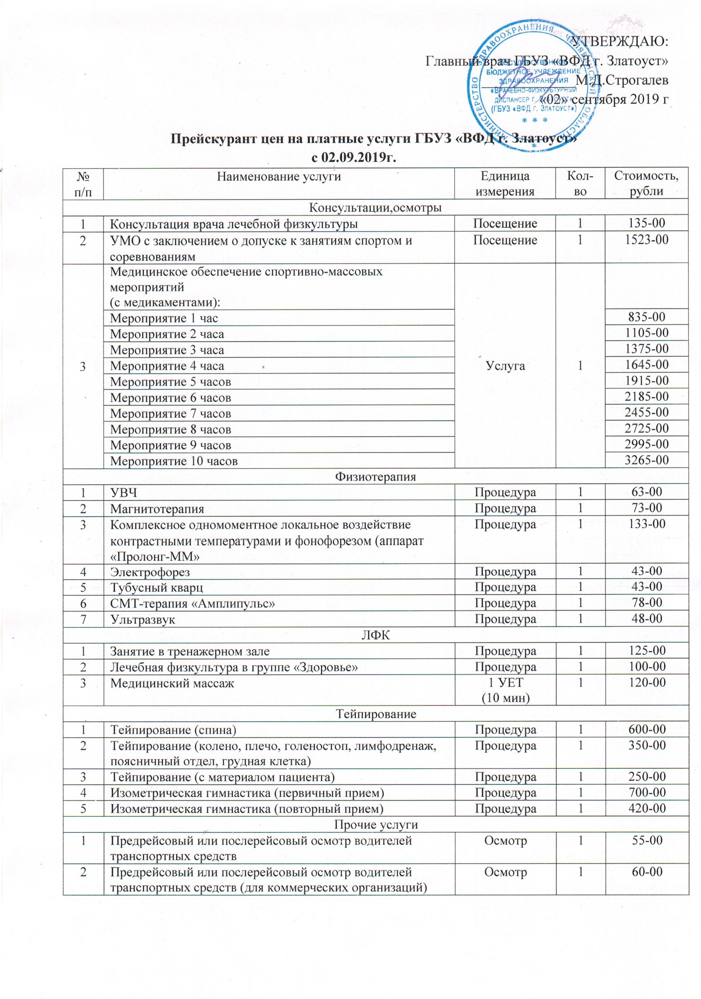 УТВЕРЖДАЮ:
Главный врач ГБУЗ «ВФД г. Златоуст»
М.Д.Строгалев
«02» сентября 2019 г
МИНИСТЕРСТВО ЗДРАВООХРАНЕНИЯ ЧЕЛЯБИНСКОЙ ОБЛАСТИ *
ГОСУДАРСТВЕННОЕ
БЮДЖЕТНОЕ УЧРЕЖДЕНИЕ
ЗДРАВООХРАНЕНИЯ
«ВРАЧЕБНО-ФИЗКУЛЬТУРНЫЙ
ДИСПАНСЕР Г. ЗЛАТОУСТ»
(ГБУЗ «ВФД г. ЗЛАТОУСТ»)
* * *
Прейскурант цен на платные услуги ГБУЗ «ВФД г. Златоуст»
с 02.09.2019г.
№ Наименование услуги Единица Кол- Стоимость,
п/п измерения во рубли
Консультации,осмотры
1 Консультация врача лечебной физкультуры Посещение 1 135-00
2 УМО с заключением о допуске к занятиям спортом и Посещение 1 1523-00
соревнованиям
Медицинское обеспечение спортивно-массовых
мероприятий
(с медикаментами):
Мероприятие 1 час 835-00
Мероприятие 2 часа 1105-00
Мероприятие 3 часа 1375-00
3 Мероприятие 4 часа Услуга 1 1645-00
Мероприятие 5 часов 1915-00
Мероприятие 6 часов 2185-00
Мероприятие 7 часов 2455-00
Мероприятие 8 часов 2725-00
Мероприятие 9 часов 2995-00
Мероприятие 10 часов 3265-00
Физиотерапия
1 УВЧ Процедура 1 63-00
2 Магнитотерапия Процедура 1 73-00
3 Комплексное одномоментное локальное воздействие Процедура 1 133-00
контрастными температурами и фонофорезом (аппарат
«Пролонг-ММ»
4 Электрофорез Процедура 1 43-00
5 Тубусный кварц Процедура 1 43-00
6 СМТ-терапия «Амплипульс» Процедура 1 78-00
7 Ультразвук Процедура 1 48-00
ЛФК
1 Занятие в тренажерном зале Процедура 1 125-00
2 Лечебная физкультура в группе «Здоровье» Процедура 1 100-00
3 Медицинский массаж 1 УЕТ 1 120-00
(10 мин)
Тейпирование
1 Тейпирование (спина) Процедура 1 600-00
2 Тейпирование (колено, плечо, голеностоп, лимфодренаж, Процедура 1 350-00
поясничный отдел, грудная клетка)
3 Тейпирование (с материалом пациента) Процедура 1 250-00
4 Изометрическая гимнастика (первичный прием) Процедура 1 700-00
5 Изометрическая гимнастика (повторный прием) Процедура 1 420-00
Прочие услуги
1 Предрейсовый или послерейсовый осмотр водителей Осмотр 1 55-00
транспортных средств
2 Предрейсовый или послерейсовый осмотр водителей Осмотр 1 60-00
транспортных средств (для коммерческих организаций)